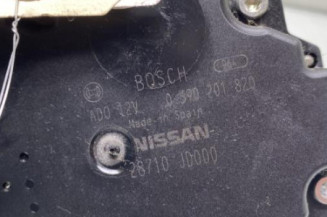 BOSCH
ADO 12V 0 390 201 820
Made in Spain
NISSAN
28710 JD000